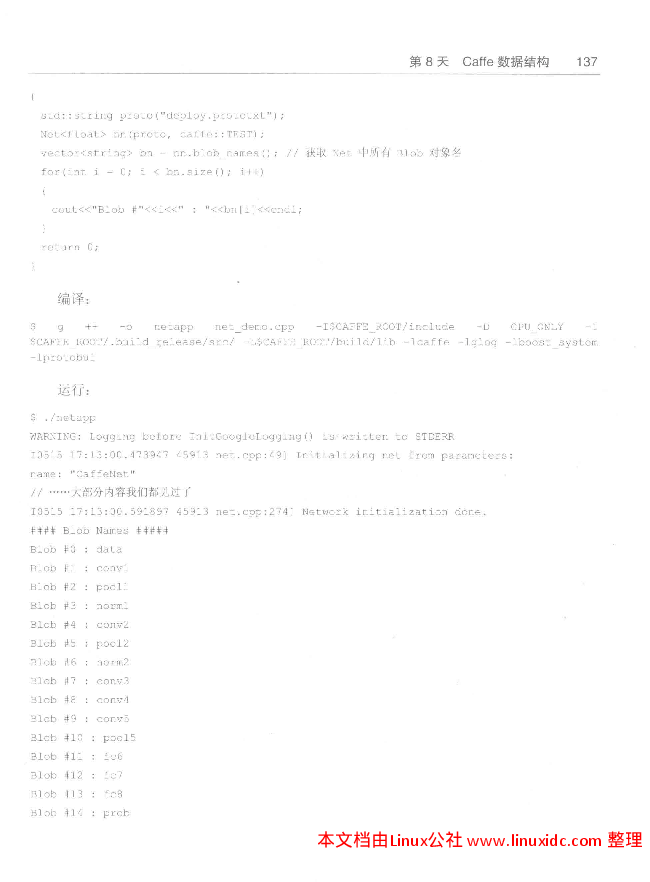 第 8 天 Caffe 数据结构 137
{
std::string proto("deploy.prototxt");
Net<float> nn(proto, caffe::TEST);
vector<string> bn = nn.blob_names(); // 获取 Net 中所有 Blob 对象名
for(int i = 0; i < bn.size(); i++)
{
cout<<"Blob #"<<i<<" : "<<bn[i]<<endl;
}
return 0;
}
编译:
$ g ++ -o netapp net_demo.cpp -I$CAFFE_ROOT/include -D CPU_ONLY -I
$CAFFE_ROOT/.build_release/src/ -L$CAFFE_ROOT/build/lib -lcaffe -lglog -lboost_system
-lprotobuf
运行:
$ ./netapp
WARNING: Logging before InitGoogleLogging() is written to STDERR
I0515 17:13:00.473947 45913 net.cpp:49] Initializing net from parameters:
name: "CaffeNet"
// ……大部分内容我们都见过了
I0515 17:13:00.591897 45913 net.cpp:274] Network initialization done.
#### Blob Names #####
Blob #0 : data
Blob #1 : conv1
Blob #2 : pool1
Blob #3 : norm1
Blob #4 : conv2
Blob #5 : pool2
Blob #6 : norm2
Blob #7 : conv3
Blob #8 : conv4
Blob #9 : conv5
Blob #10 : pool5
Blob #11 : fc6
Blob #12 : fc7
Blob #13 : fc8
Blob #14 : prob
本文档由Linux公社 www.linuxidc.com 整理